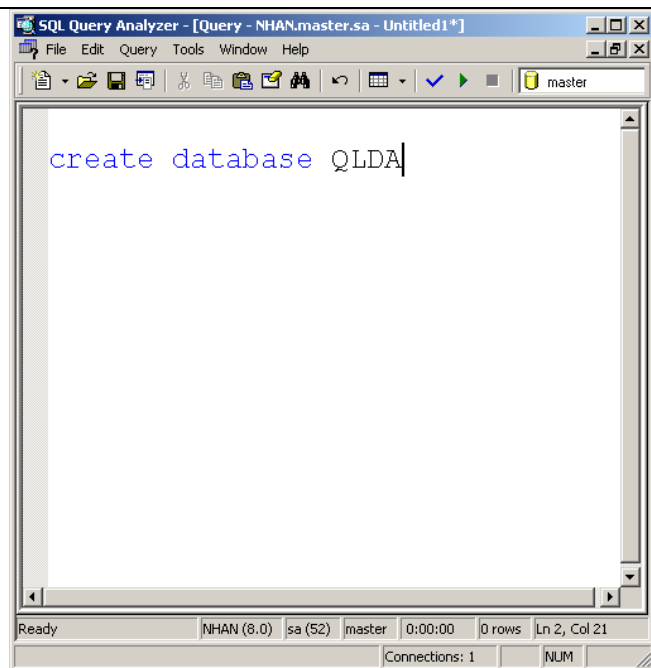 SQL Query Analyzer - [Query - NHAN.master.sa - Untitled1*]
File Edit Query Tools Window Help
master
create database QLDA
Ready NHAN (8.0) sa (52) master 0:00:00 0 rows Ln 2, Col 21
Connections: 1 NUM